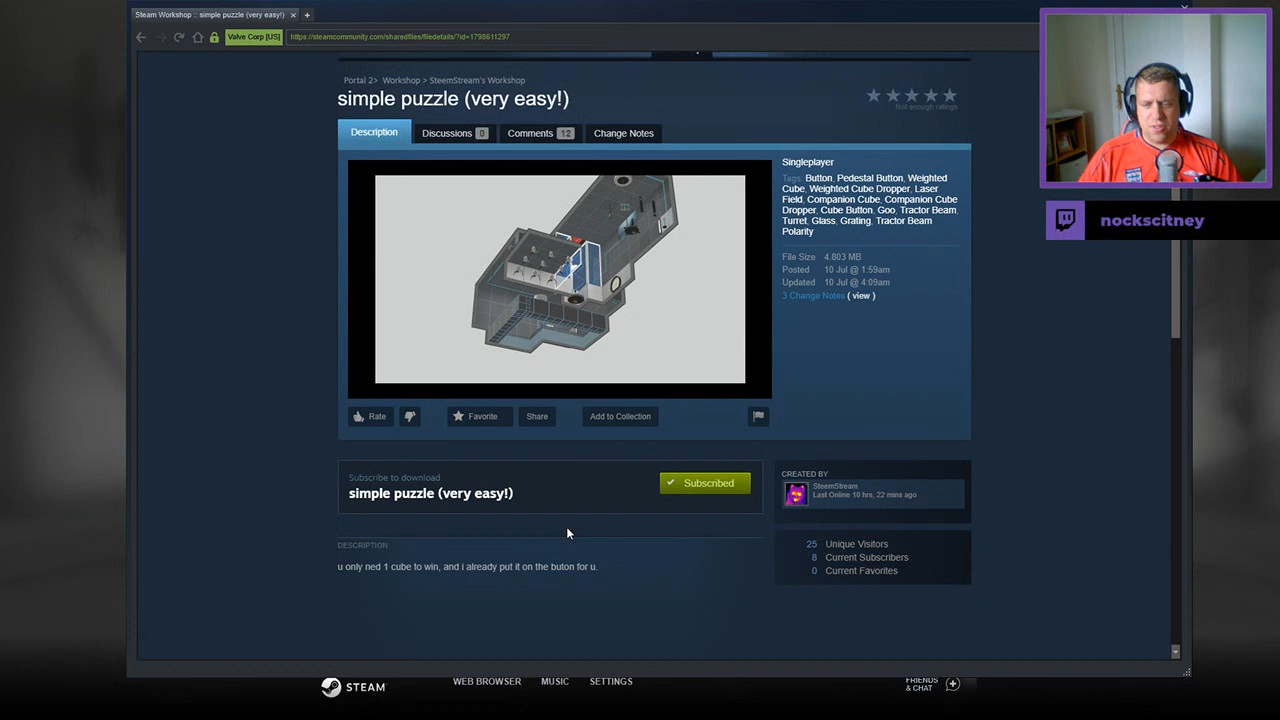 Steam Workshop :: simple puzzle (very easy!) × +
Valve Corp [US] https://steamcommunity.com/sharedfiles/filedetails/?id=1798611297
Portal 2> Workshop > SteemStream's Workshop
simple puzzle (very easy!)
Not enough ratings
Description Discussions 0 Comments 12 Change Notes
Singleplayer
Tags: Button, Pedestal Button, Weighted
Cube, Weighted Cube Dropper, Laser
Field, Companion Cube, Companion Cube
Dropper, Cube Button, Goo, Tractor Beam,
Turret, Glass, Grating, Tractor Beam
Polarity
File Size 4.803 MB
Posted 10 Jul @ 1:59am
Updated 10 Jul @ 4:09am
3 Change Notes ( view )
Rate Favorite Share Add to Collection
Subscribe to download
simple puzzle (very easy!)
Subscribed
CREATED BY
SteemStream
Last Online 10 hrs, 22 mins ago
DESCRIPTION
u only ned 1 cube to win, and i already put it on the buton for u.
25 Unique Visitors
8 Current Subscribers
0 Current Favorites
nockscitney
STEAM WEB BROWSER MUSIC SETTINGS FRIENDS
& CHAT